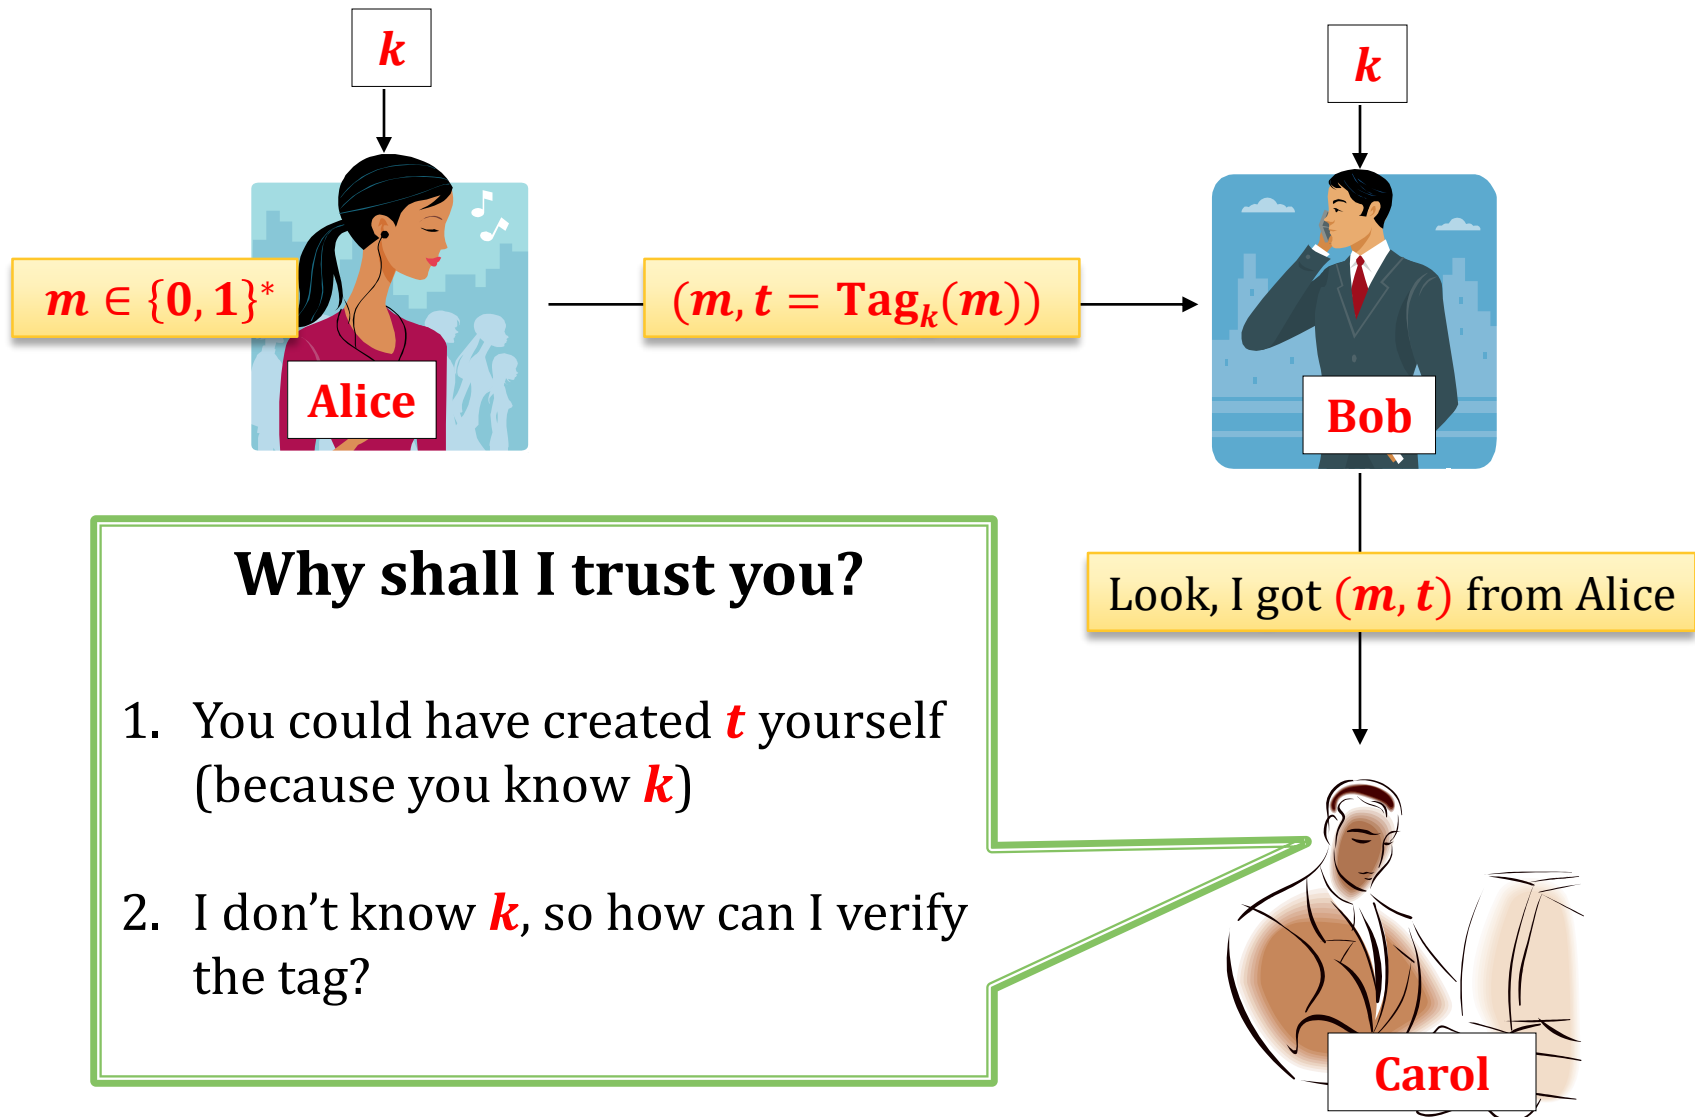 k
k
m ∈ {0, 1}*
(m, t = Tagₖ(m))
Alice
Bob
Look, I got (m, t) from Alice
Why shall I trust you?
1. You could have created t yourself
(because you know k)
2. I don’t know k, so how can I verify
the tag?
Carol